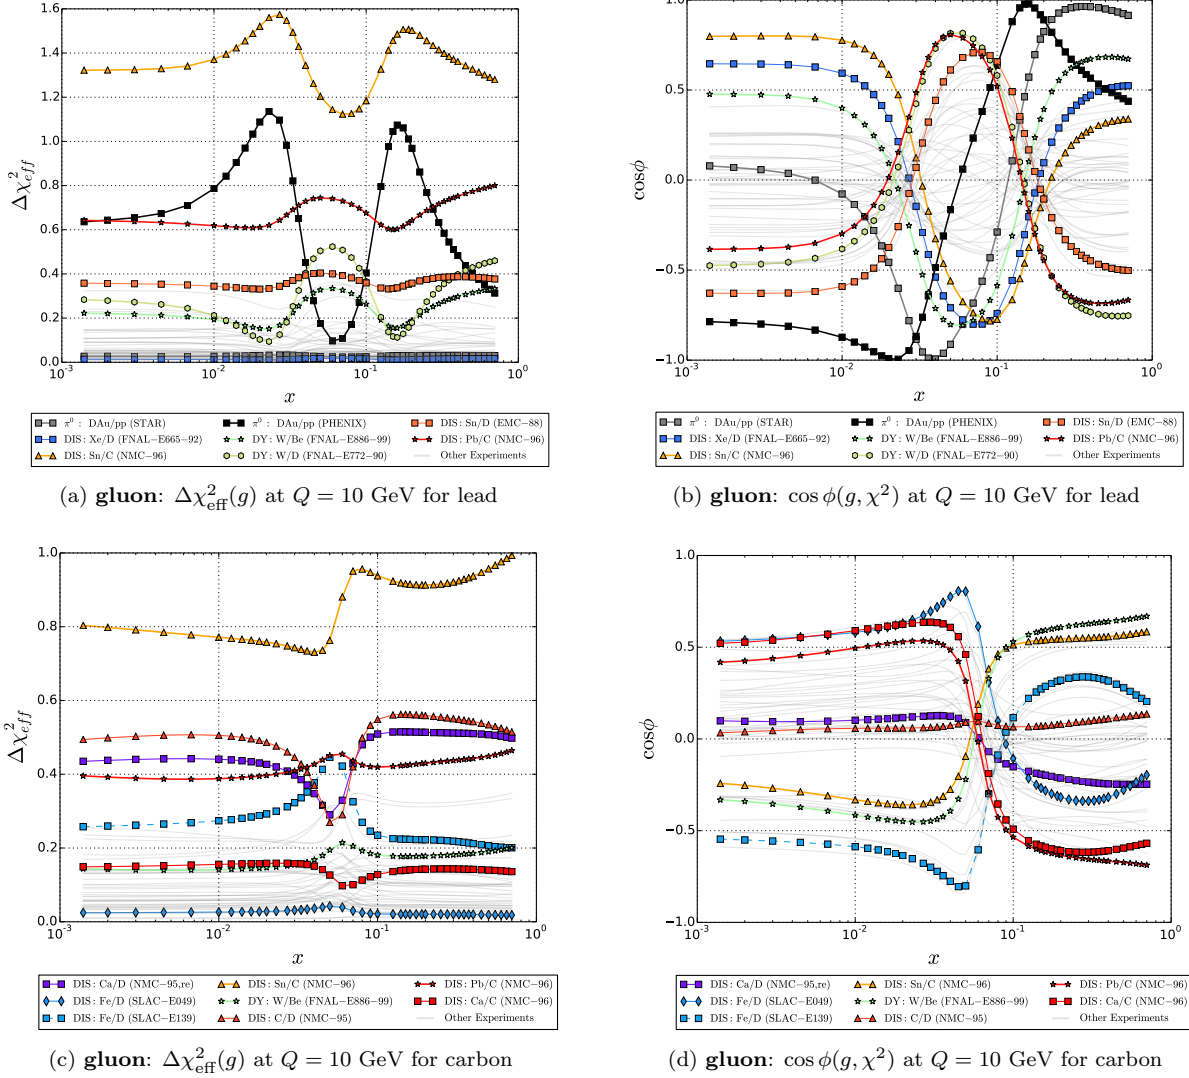 1.6
1.4
1.2
1.0
0.8
0.6
0.4
0.2
0.0
Δχ²eff
10⁻³ 10⁻² 10⁻¹ 10⁰
x
π⁰ : DAu/pp (STAR) π⁰ : DAu/pp (PHENIX) DIS: Sn/D (EMC−88)
DIS: Xe/D (FNAL−E665−92) DY: W/Be (FNAL−E886−99) DIS: Pb/C (NMC−96)
DIS: Sn/C (NMC−96) DY: W/D (FNAL−E772−90) Other Experiments
(a) gluon: Δχ²eff(g) at Q = 10 GeV for lead
1.0
0.5
0.0
−0.5
−1.0
cosϕ
10⁻³ 10⁻² 10⁻¹ 10⁰
x
π⁰ : DAu/pp (STAR) π⁰ : DAu/pp (PHENIX) DIS: Sn/D (EMC−88)
DIS: Xe/D (FNAL−E665−92) DY: W/Be (FNAL−E886−99) DIS: Pb/C (NMC−96)
DIS: Sn/C (NMC−96) DY: W/D (FNAL−E772−90) Other Experiments
(b) gluon: cos ϕ(g, χ²) at Q = 10 GeV for lead
1.0
0.8
0.6
0.4
0.2
0.0
Δχ²eff
10⁻³ 10⁻² 10⁻¹ 10⁰
x
DIS: Ca/D (NMC−95,re) DIS: Sn/C (NMC−96) DIS: Pb/C (NMC−96)
DIS: Fe/D (SLAC−E049) DY: W/Be (FNAL−E886−99) DIS: Ca/C (NMC−96)
DIS: Fe/D (SLAC−E139) DIS: C/D (NMC−95) Other Experiments
(c) gluon: Δχ²eff(g) at Q = 10 GeV for carbon
1.0
0.5
0.0
−0.5
−1.0
cosϕ
10⁻³ 10⁻² 10⁻¹ 10⁰
x
DIS: Ca/D (NMC−95,re) DIS: Sn/C (NMC−96) DIS: Pb/C (NMC−96)
DIS: Fe/D (SLAC−E049) DY: W/Be (FNAL−E886−99) DIS: Ca/C (NMC−96)
DIS: Fe/D (SLAC−E139) DIS: C/D (NMC−95) Other Experiments
(d) gluon: cos ϕ(g, χ²) at Q = 10 GeV for carbon